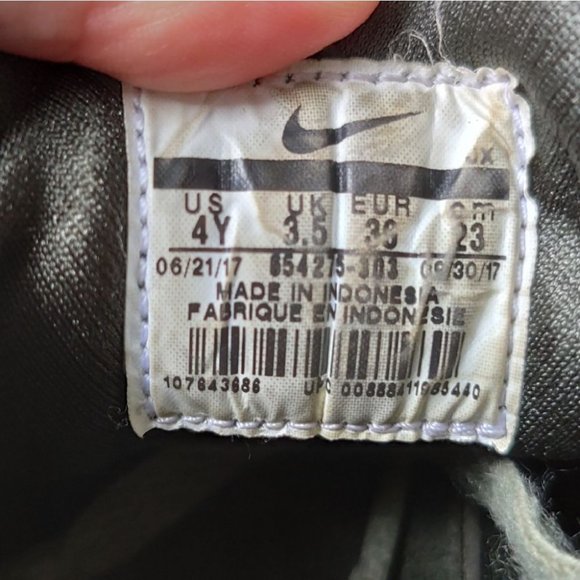 JX
US UK EUR cm
4Y 3.5 36 23
06/21/17 654275-303 09/30/17
MADE IN INDONESIA
FABRIQUE EN INDONESIE
107643686 UPC